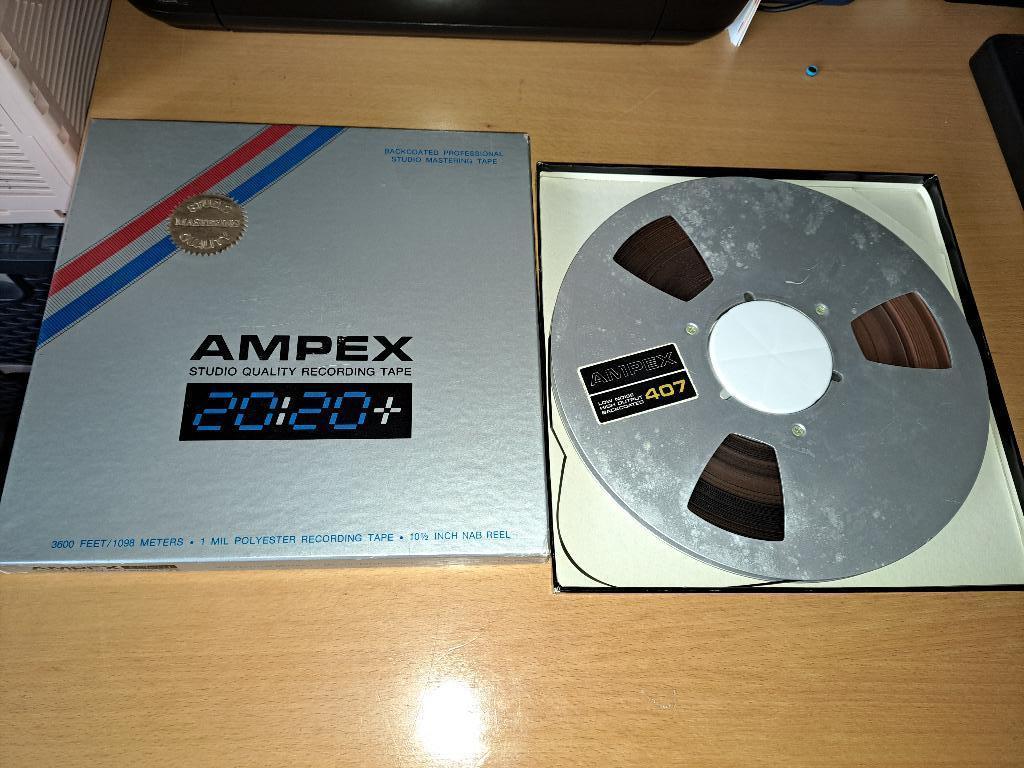 BACKCOATED PROFESSIONAL
STUDIO MASTERING TAPE
STUDIO
MASTERING
QUALITY
AMPEX
STUDIO QUALITY RECORDING TAPE
20:20+
3600 FEET/1098 METERS • 1 MIL POLYESTER RECORDING TAPE • 10½ INCH NAB REEL
AMPEX
AMPEX
LOW NOISE
HIGH OUTPUT
BACKCOATED
407